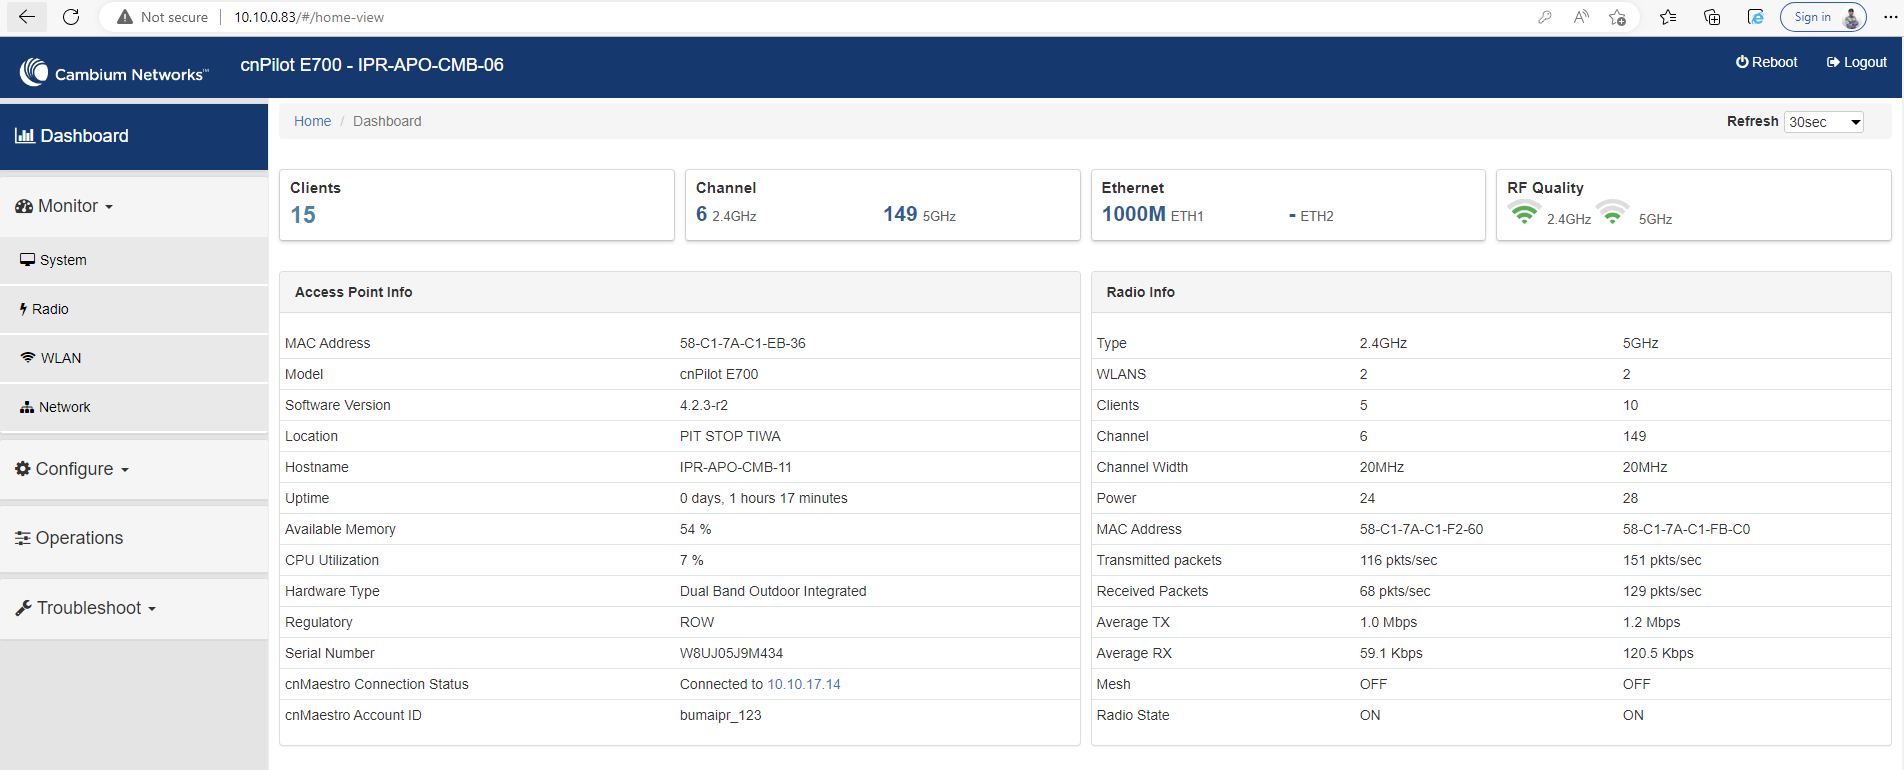 Not secure | 10.10.0.83/#/home-view
Sign in
Cambium Networks™
cnPilot E700 - IPR-APO-CMB-06
Reboot
Logout
Dashboard
Monitor
System
Radio
WLAN
Network
Configure
Operations
Troubleshoot
Home / Dashboard
Refresh 30sec
Clients
15
Channel
6 2.4GHz 149 5GHz
Ethernet
1000M ETH1 - ETH2
RF Quality
2.4GHz 5GHz
Access Point Info
MAC Address 58-C1-7A-C1-EB-36
Model cnPilot E700
Software Version 4.2.3-r2
Location PIT STOP TIWA
Hostname IPR-APO-CMB-11
Uptime 0 days, 1 hours 17 minutes
Available Memory 54 %
CPU Utilization 7 %
Hardware Type Dual Band Outdoor Integrated
Regulatory ROW
Serial Number W8UJ05J9M434
cnMaestro Connection Status Connected to 10.10.17.14
cnMaestro Account ID bumaipr_123
Radio Info
Type 2.4GHz 5GHz
WLANS 2 2
Clients 5 10
Channel 6 149
Channel Width 20MHz 20MHz
Power 24 28
MAC Address 58-C1-7A-C1-F2-60 58-C1-7A-C1-FB-C0
Transmitted packets 116 pkts/sec 151 pkts/sec
Received Packets 68 pkts/sec 129 pkts/sec
Average TX 1.0 Mbps 1.2 Mbps
Average RX 59.1 Kbps 120.5 Kbps
Mesh OFF OFF
Radio State ON ON